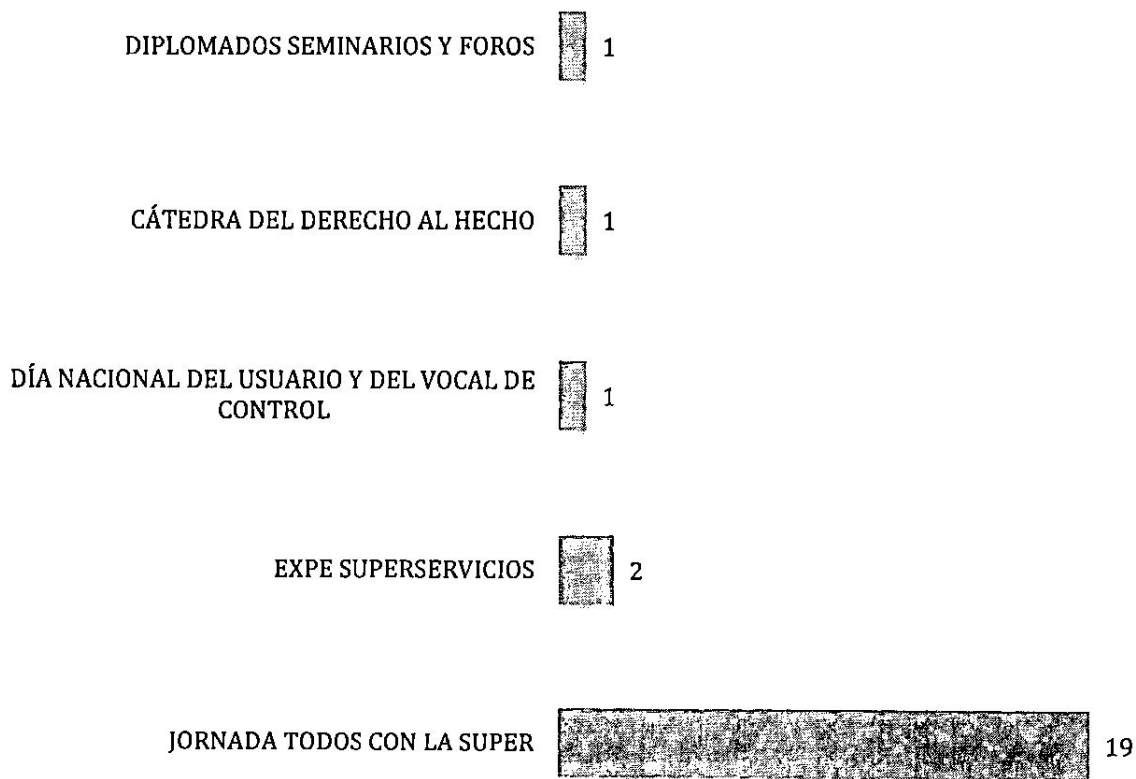 DIPLOMADOS SEMINARIOS Y FOROS 1
CÁTEDRA DEL DERECHO AL HECHO 1
DÍA NACIONAL DEL USUARIO Y DEL VOCAL DE
CONTROL 1
EXPE SUPERSERVICIOS 2
JORNADA TODOS CON LA SUPER 19